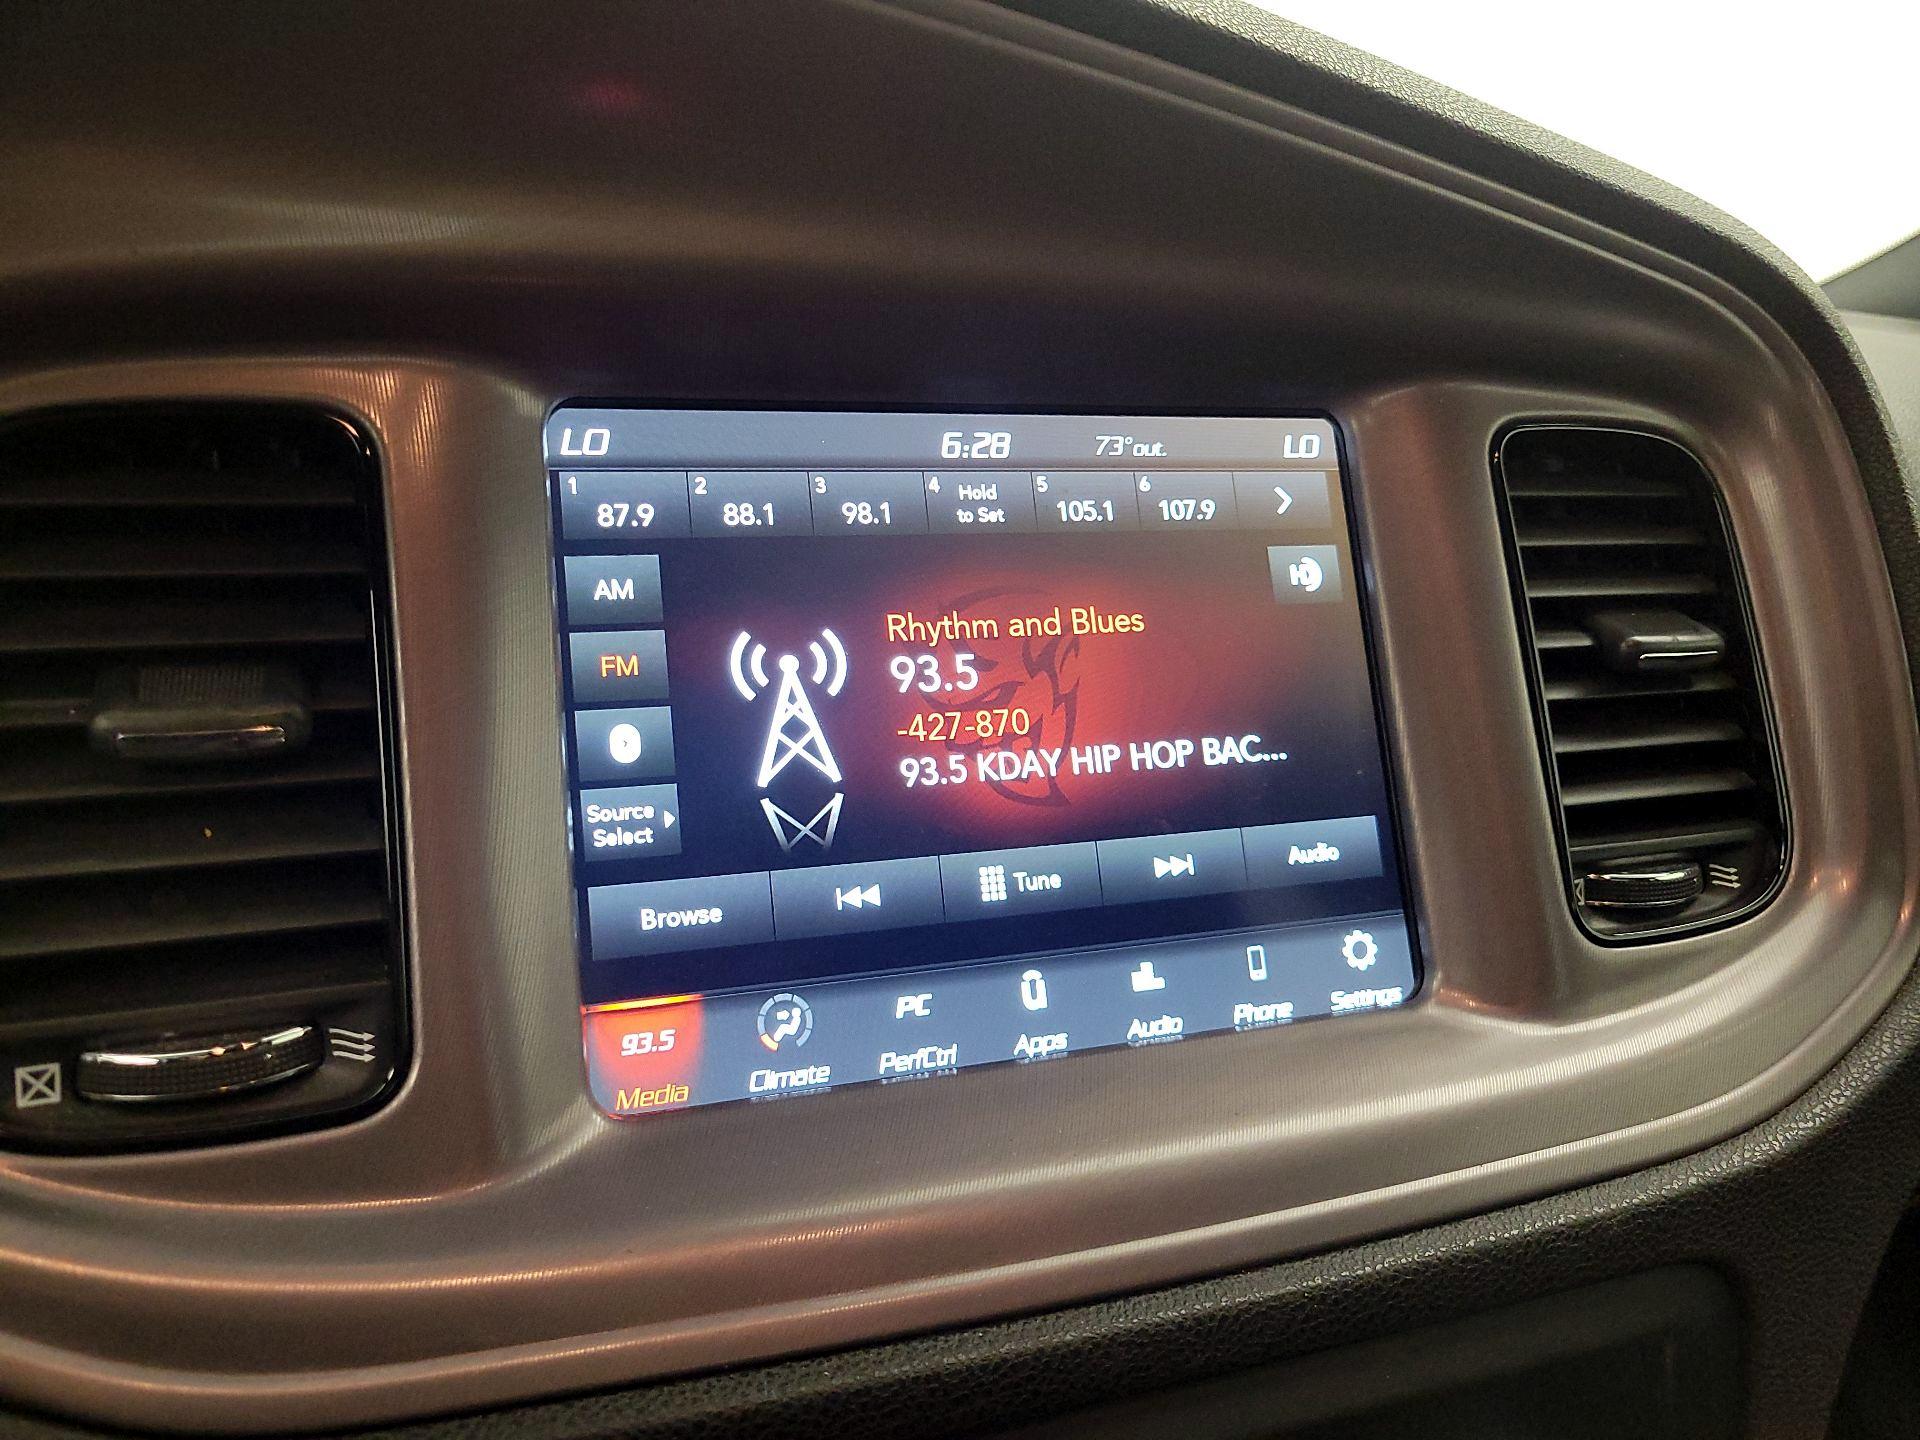 LO 6:28 73°out. LO
1 87.9 2 88.1 3 98.1 4 Hold to Set 5 105.1 6 107.9
HD
AM
FM
Source
Select
Rhythm and Blues
93.5
-427-870
93.5 KDAY HIP HOP BAC...
Browse Tune Audio
93.5 PC
Media Climate PerfCtrl Apps Audio Phone Settings